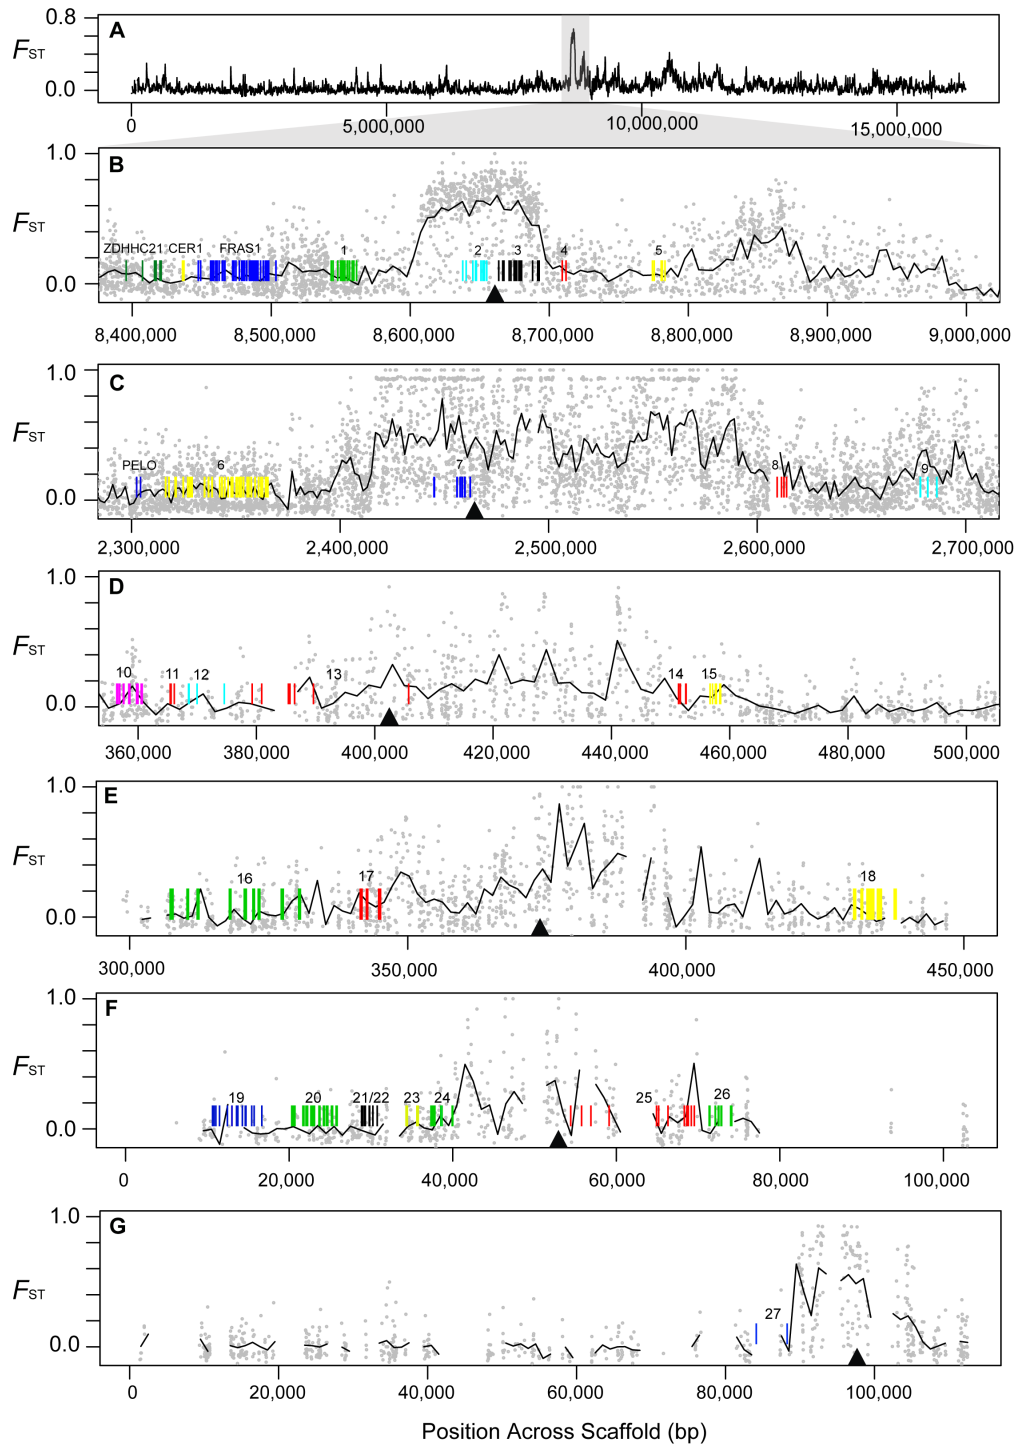 0.8
A
FST
0.0
0 5,000,000 10,000,000 15,000,000
1.0
B
FST
ZDHHC21 CER1 FRAS1 1 2 3 4 5
0.0
8,400,000 8,500,000 8,600,000 8,700,000 8,800,000 8,900,000 9,000,000
1.0
C
FST
PELO 6 7 8 9
0.0
2,300,000 2,400,000 2,500,000 2,600,000 2,700,000
1.0
D
FST
10 11 12 13 14 15
0.0
360,000 380,000 400,000 420,000 440,000 460,000 480,000 500,000
1.0
E
FST
16 17 18
0.0
300,000 350,000 400,000 450,000
1.0
F
FST
19 20 21/22 23 24 25 26
0.0
0 20,000 40,000 60,000 80,000 100,000
1.0
G
FST
27
0.0
0 20,000 40,000 60,000 80,000 100,000
Position Across Scaffold (bp)